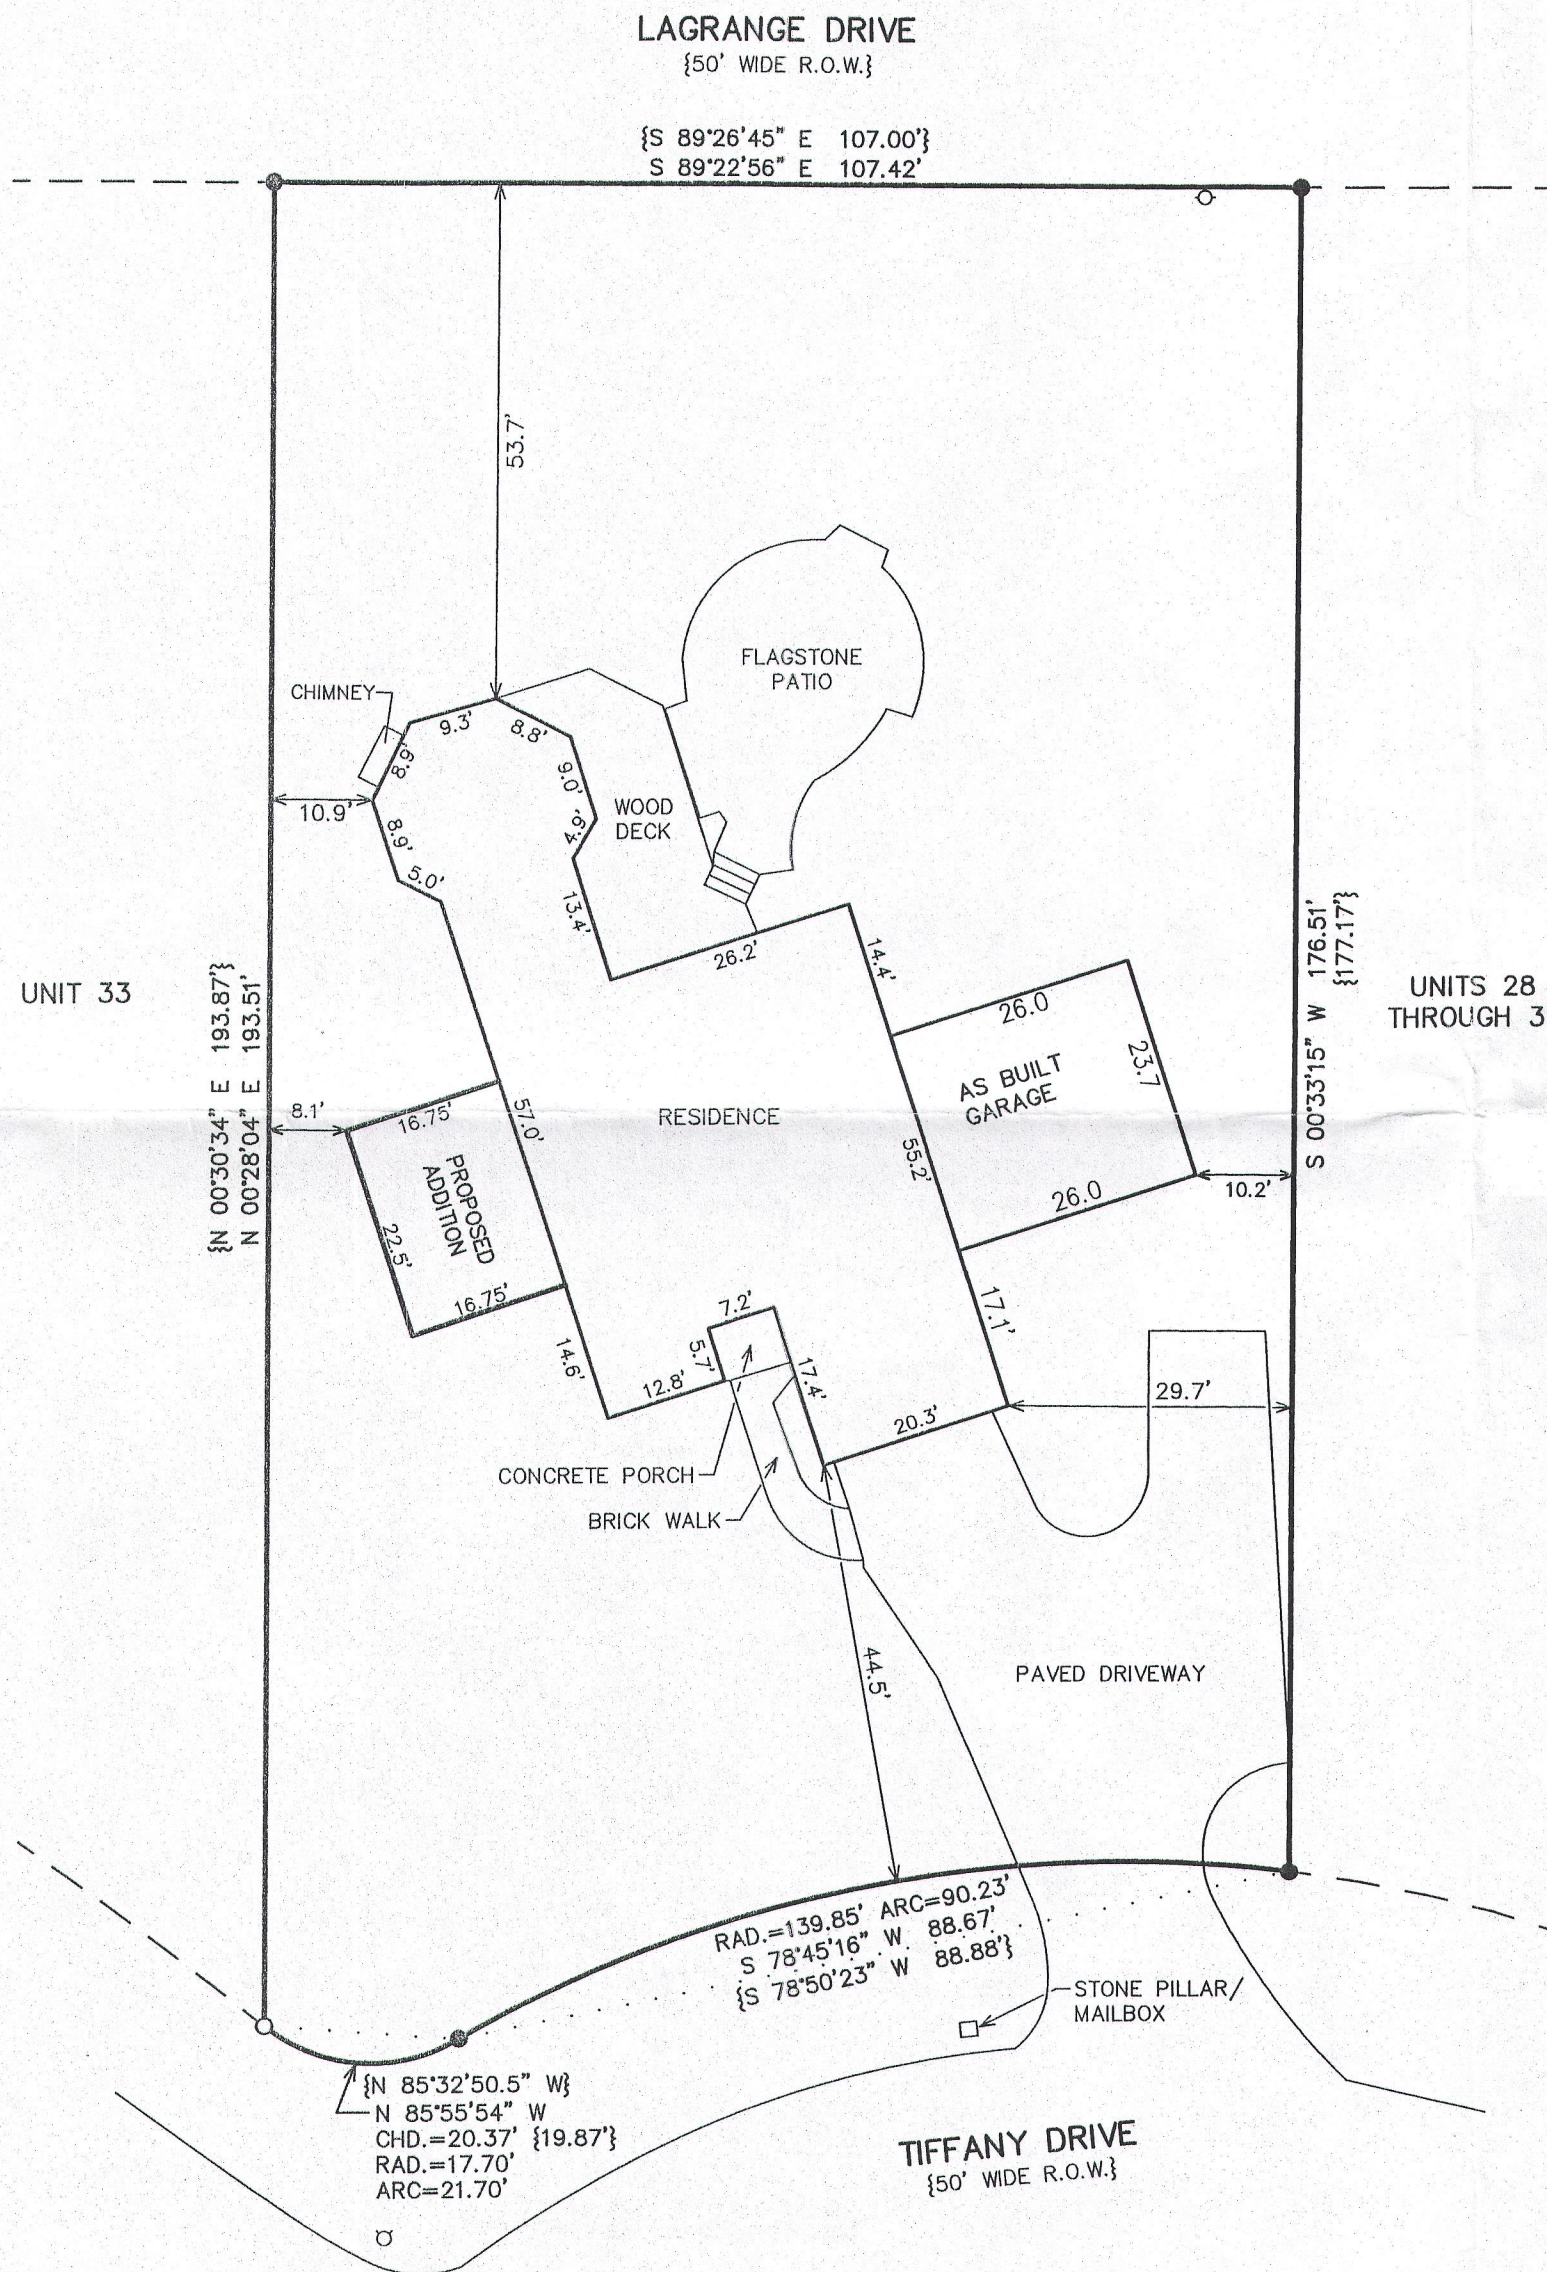 LAGRANGE DRIVE
{50' WIDE R.O.W.}
{S 89°26'45" E 107.00'}
S 89°22'56" E 107.42'
53.7'
FLAGSTONE
PATIO
CHIMNEY
9.3'
8.8'
8.9'
9.0'
10.9'
WOOD
DECK
4.9'
8.9'
5.0'
13.4'
26.2'
14.4'
UNIT 33
{N 00°30'34" E 193.87'}
N 00°28'04" E 193.51'
S 00°33'15" W 176.51'
{177.17'}
UNITS 28
THROUGH 3
26.0
23.7
AS BUILT
GARAGE
8.1'
16.75'
57.0'
RESIDENCE
55.2'
PROPOSED
ADDITION
22.5'
26.0
10.2'
16.75'
7.2'
17.1'
14.6'
5.7'
12.8'
17.4'
29.7'
20.3'
CONCRETE PORCH
BRICK WALK
44.5'
PAVED DRIVEWAY
RAD.=139.85' ARC=90.23'
S 78°45'16" W 88.67'
{S 78°50'23" W 88.88'}
STONE PILLAR/
MAILBOX
{N 85°32'50.5" W}
N 85°55'54" W
CHD.=20.37' {19.87'}
RAD.=17.70'
ARC=21.70'
TIFFANY DRIVE
{50' WIDE R.O.W.}